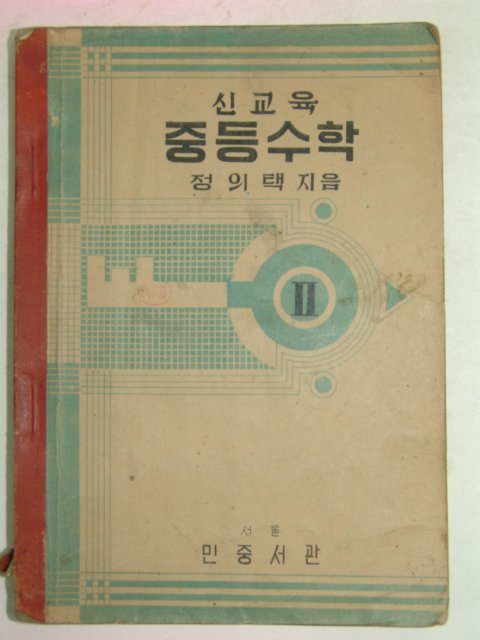 신교육
중등수학
정의택 지음
II
서울
민중서관